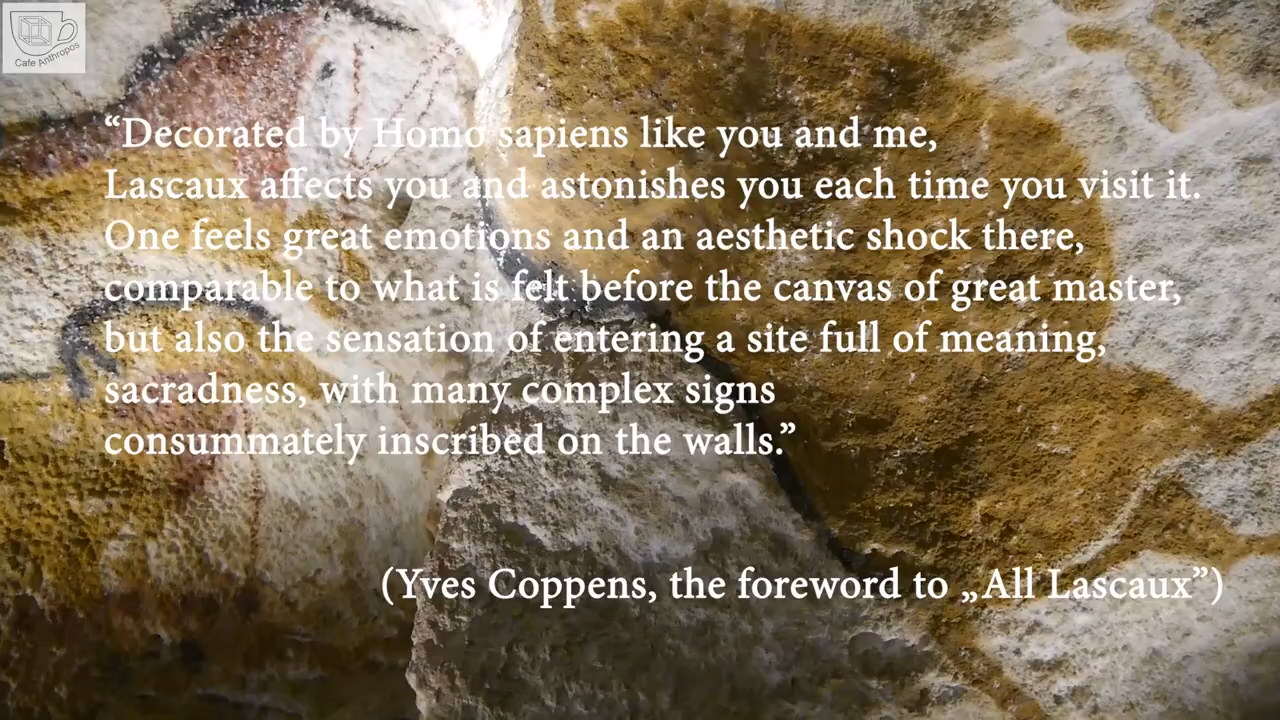 Cafe Anthropos
“Decorated by Homo sapiens like you and me,
Lascaux affects you and astonishes you each time you visit it.
One feels great emotions and an aesthetic shock there,
comparable to what is felt before the canvas of great master,
but also the sensation of entering a site full of meaning,
sacradness, with many complex signs
consummately inscribed on the walls.”
(Yves Coppens, the foreword to „All Lascaux”)